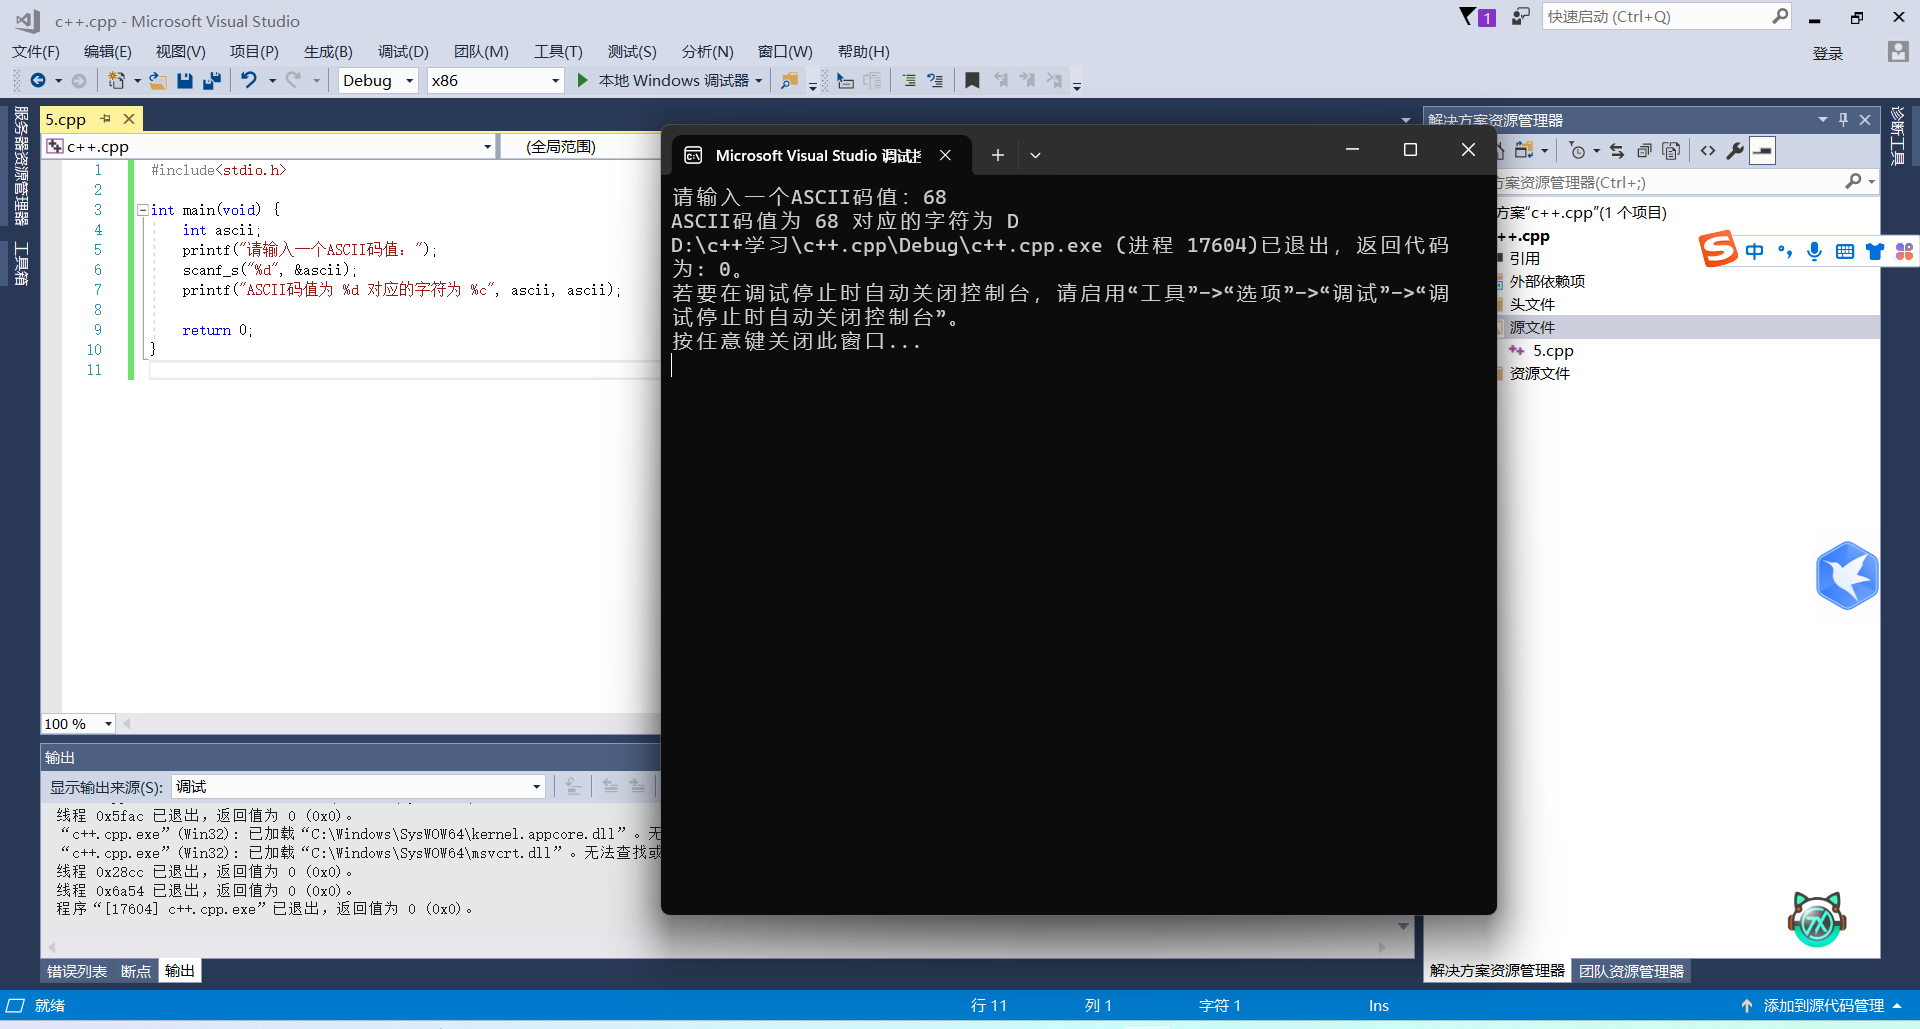 c++.cpp - Microsoft Visual Studio
1
快速启动 (Ctrl+Q)
文件(F) 编辑(E) 视图(V) 项目(P) 生成(B) 调试(D) 团队(M) 工具(T) 测试(S) 分析(N) 窗口(W) 帮助(H)
登录
Debug x86 本地 Windows 调试器
服务器资源管理器
工具箱
5.cpp
c++.cpp (全局范围)
1 #include<stdio.h>
2
3 int main(void) {
4 int ascii;
5 printf("请输入一个ASCII码值: ");
6 scanf_s("%d", &ascii);
7 printf("ASCII码值为 %d 对应的字符为 %c", ascii, ascii);
8
9 return 0;
10 }
11
100 %
Microsoft Visual Studio 调试
请输入一个ASCII码值: 68
ASCII码值为 68 对应的字符为 D
D:\c++学习\c++.cpp\Debug\c++.cpp.exe (进程 17604)已退出，返回代码
为: 0。
若要在调试停止时自动关闭控制台，请启用“工具”->“选项”->“调试”->“调
试停止时自动关闭控制台”。
按任意键关闭此窗口...
解决方案资源管理器
方案资源管理器(Ctrl+;)
方案"c++.cpp"(1 个项目)
++.cpp
引用
外部依赖项
头文件
源文件
5.cpp
资源文件
诊断工具
中
输出
显示输出来源(S): 调试
线程 0x5fac 已退出，返回值为 0 (0x0)。
“c++.cpp.exe”(Win32): 已加载“C:\Windows\SysWOW64\kernel.appcore.dll”。无
“c++.cpp.exe”(Win32): 已加载“C:\Windows\SysWOW64\msvcrt.dll”。无法查找或
线程 0x28cc 已退出，返回值为 0 (0x0)。
线程 0x6a54 已退出，返回值为 0 (0x0)。
程序“[17604] c++.cpp.exe”已退出，返回值为 0 (0x0)。
错误列表 断点 输出
解决方案资源管理器 团队资源管理器
就绪 行 11 列 1 字符 1 Ins 添加到源代码管理